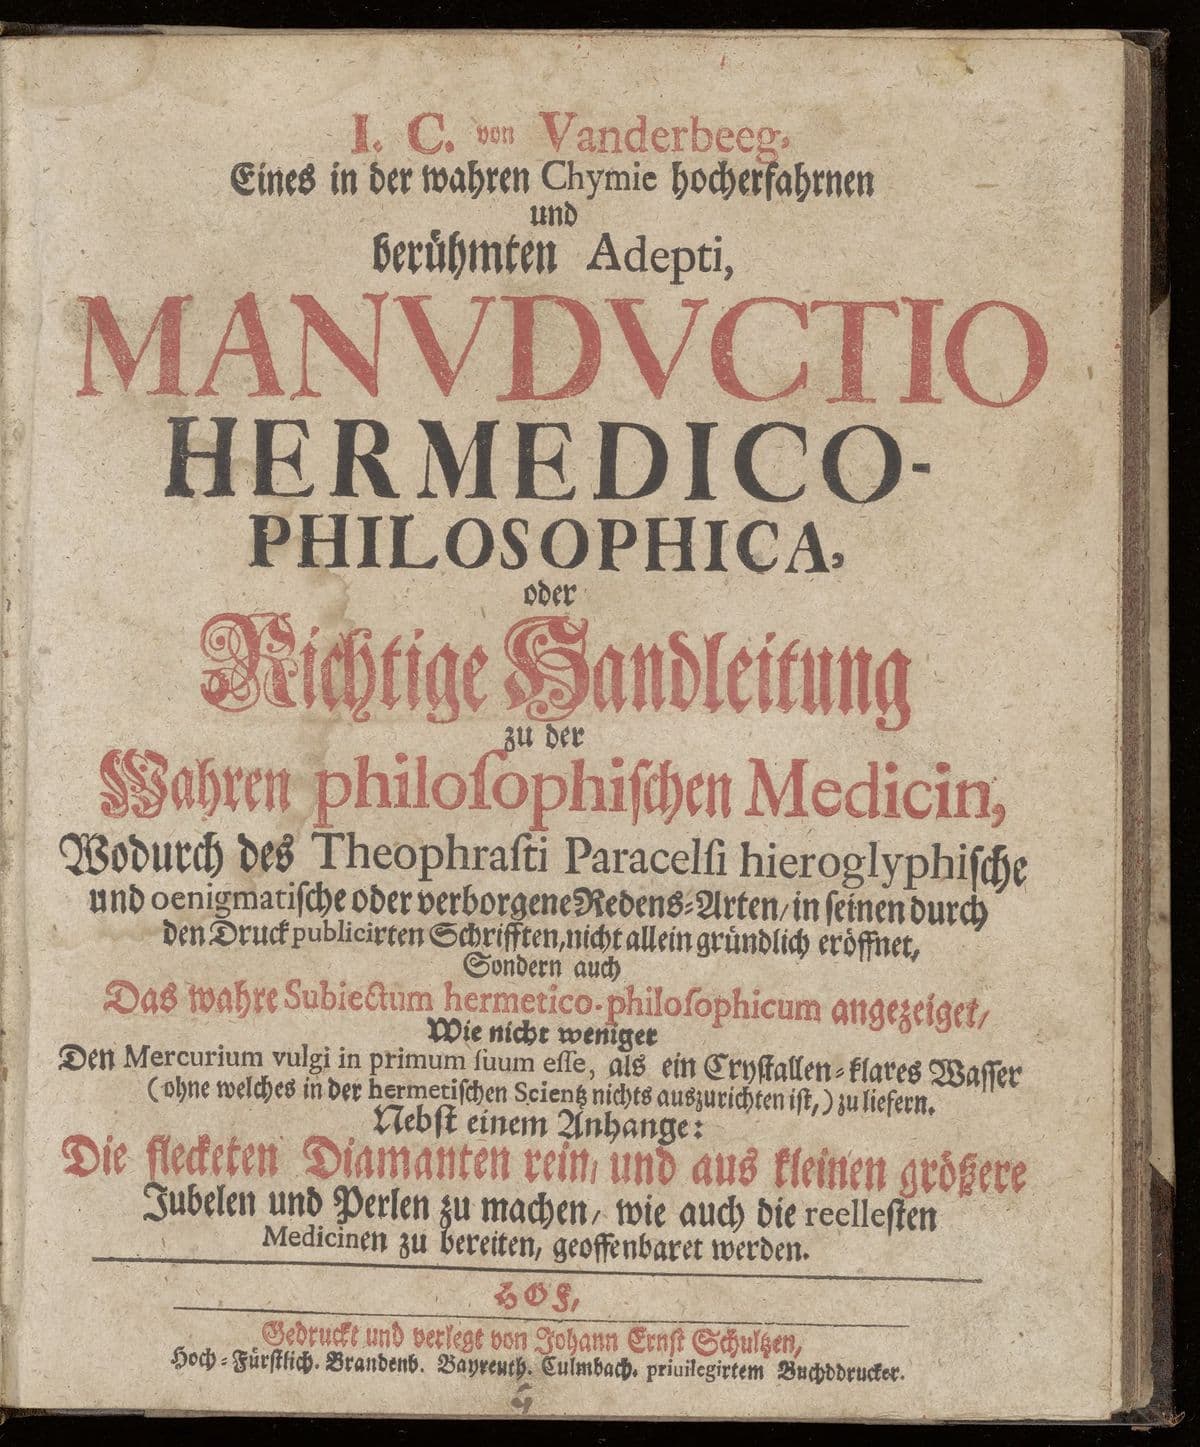 I. C. von Vanderbeeg,
Eines in der wahren Chymie hocherfahrnen
und
berühmten Adepti,
MANVDVCTIO
HERMEDICO-
PHILOSOPHICA,
oder
Richtige Handleitung
zu der
Wahren philoſophiſchen Medicin,
Wodurch des Theophraſti Paracelſi hieroglyphiſche
und oenigmatiſche oder verborgene Redens-Arten/ in ſeinen durch
den Druck publicirten Schrifften, nicht allein gründlich eröffnet,
Sondern auch
Das wahre Subiectum hermetico-philoſophicum angezeiget/
Wie nicht weniger
Den Mercurium vulgi in primum ſuum eſſe, als ein Cryſtallen-klares Waſſer
(ohne welches in der hermetiſchen Scientz nichts auszurichten iſt,) zu liefern.
Nebſt einem Anhange:
Die flecketen Diamanten rein/ und aus kleinen größere
Jubelen und Perlen zu machen/ wie auch die reelleſten
Medicinen zu bereiten, geoffenbaret werden.
HOF,
Gedruckt und verlegt von Johann Ernſt Schultzen,
Hoch-Fürſtlich. Brandenb. Bayreuth. Culmbach. priuilegirtem Buchddrucker.